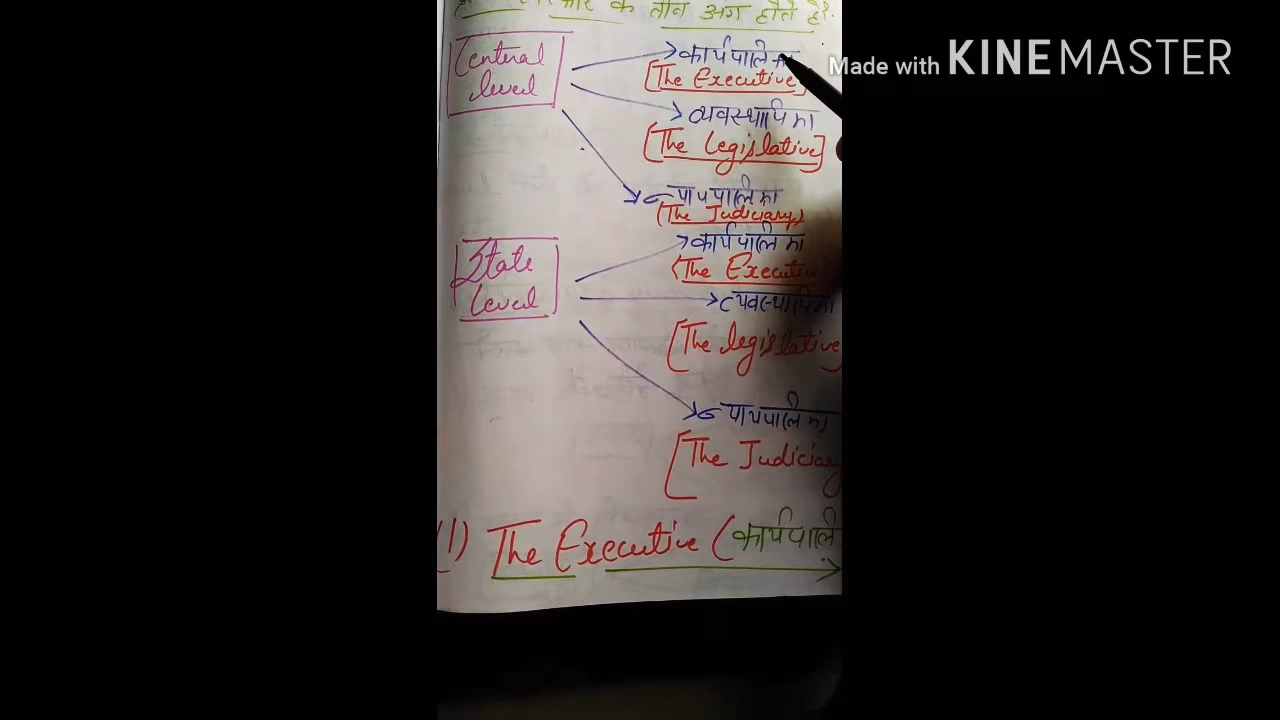 के तीन अंग होते है।
Made with KINEMASTER
Central level
कार्यपालिका
[The Executive]
व्यवस्थापिका
[The Legislative]
न्यायपालिका
(The Judiciary)
State Level
कार्यपालिका
(The Executive
व्यवस्थापिका
[The legislative
न्यायपालिका
[The Judiciary
(1) The Executive (कार्यपालि